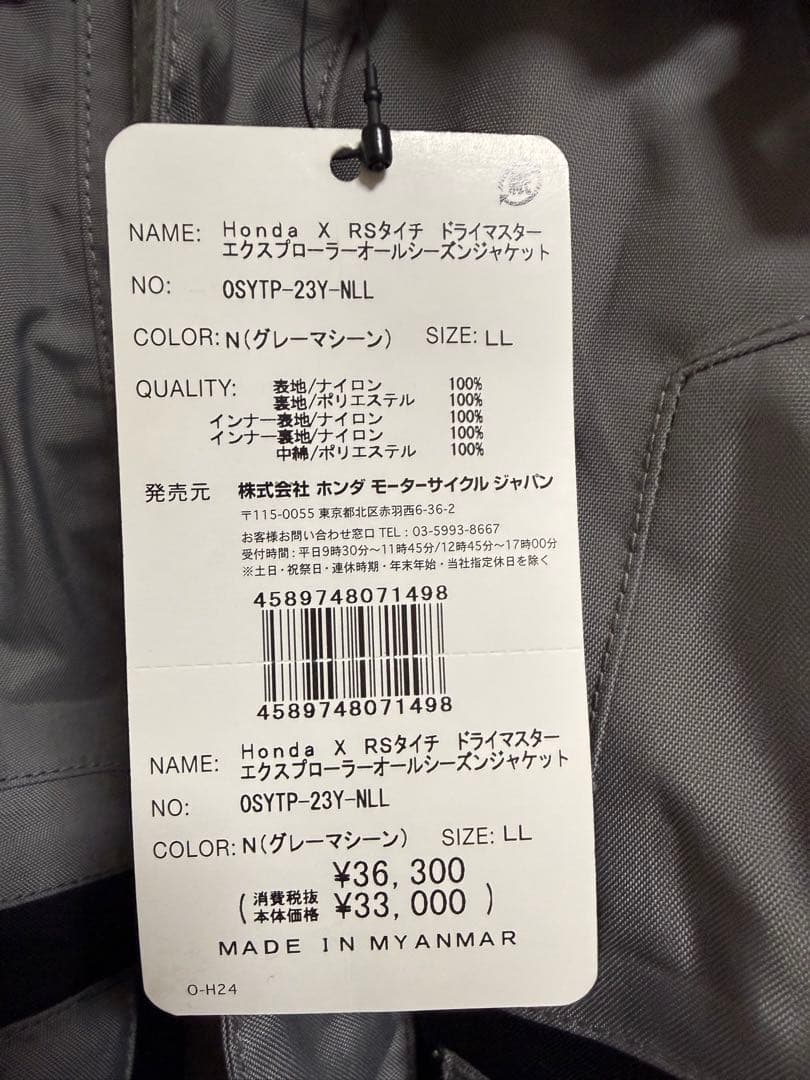 紙
NAME: Honda X RSタイチ ドライマスター
エクスプローラーオールシーズンジャケット
NO: 0SYTP-23Y-NLL
COLOR: N(グレーマシーン) SIZE: LL
QUALITY: 表地/ナイロン 100%
裏地/ポリエステル 100%
インナー表地/ナイロン 100%
インナー裏地/ナイロン 100%
中綿/ポリエステル 100%
発売元 株式会社 ホンダ モーターサイクル ジャパン
〒115-0055 東京都北区赤羽西6-36-2
お客様お問い合わせ窓口 TEL : 03-5993-8667
受付時間 : 平日9時30分～11時45分/12時45分～17時00分
※土日・祝祭日・連休時期・年末年始・当社指定休日を除く
4589748071498
4589748071498
NAME: Honda X RSタイチ ドライマスター
エクスプローラーオールシーズンジャケット
NO: 0SYTP-23Y-NLL
COLOR: N(グレーマシーン) SIZE: LL
¥36,300
(消費税抜本体価格 ¥33,000)
MADE IN MYANMAR
O-H24